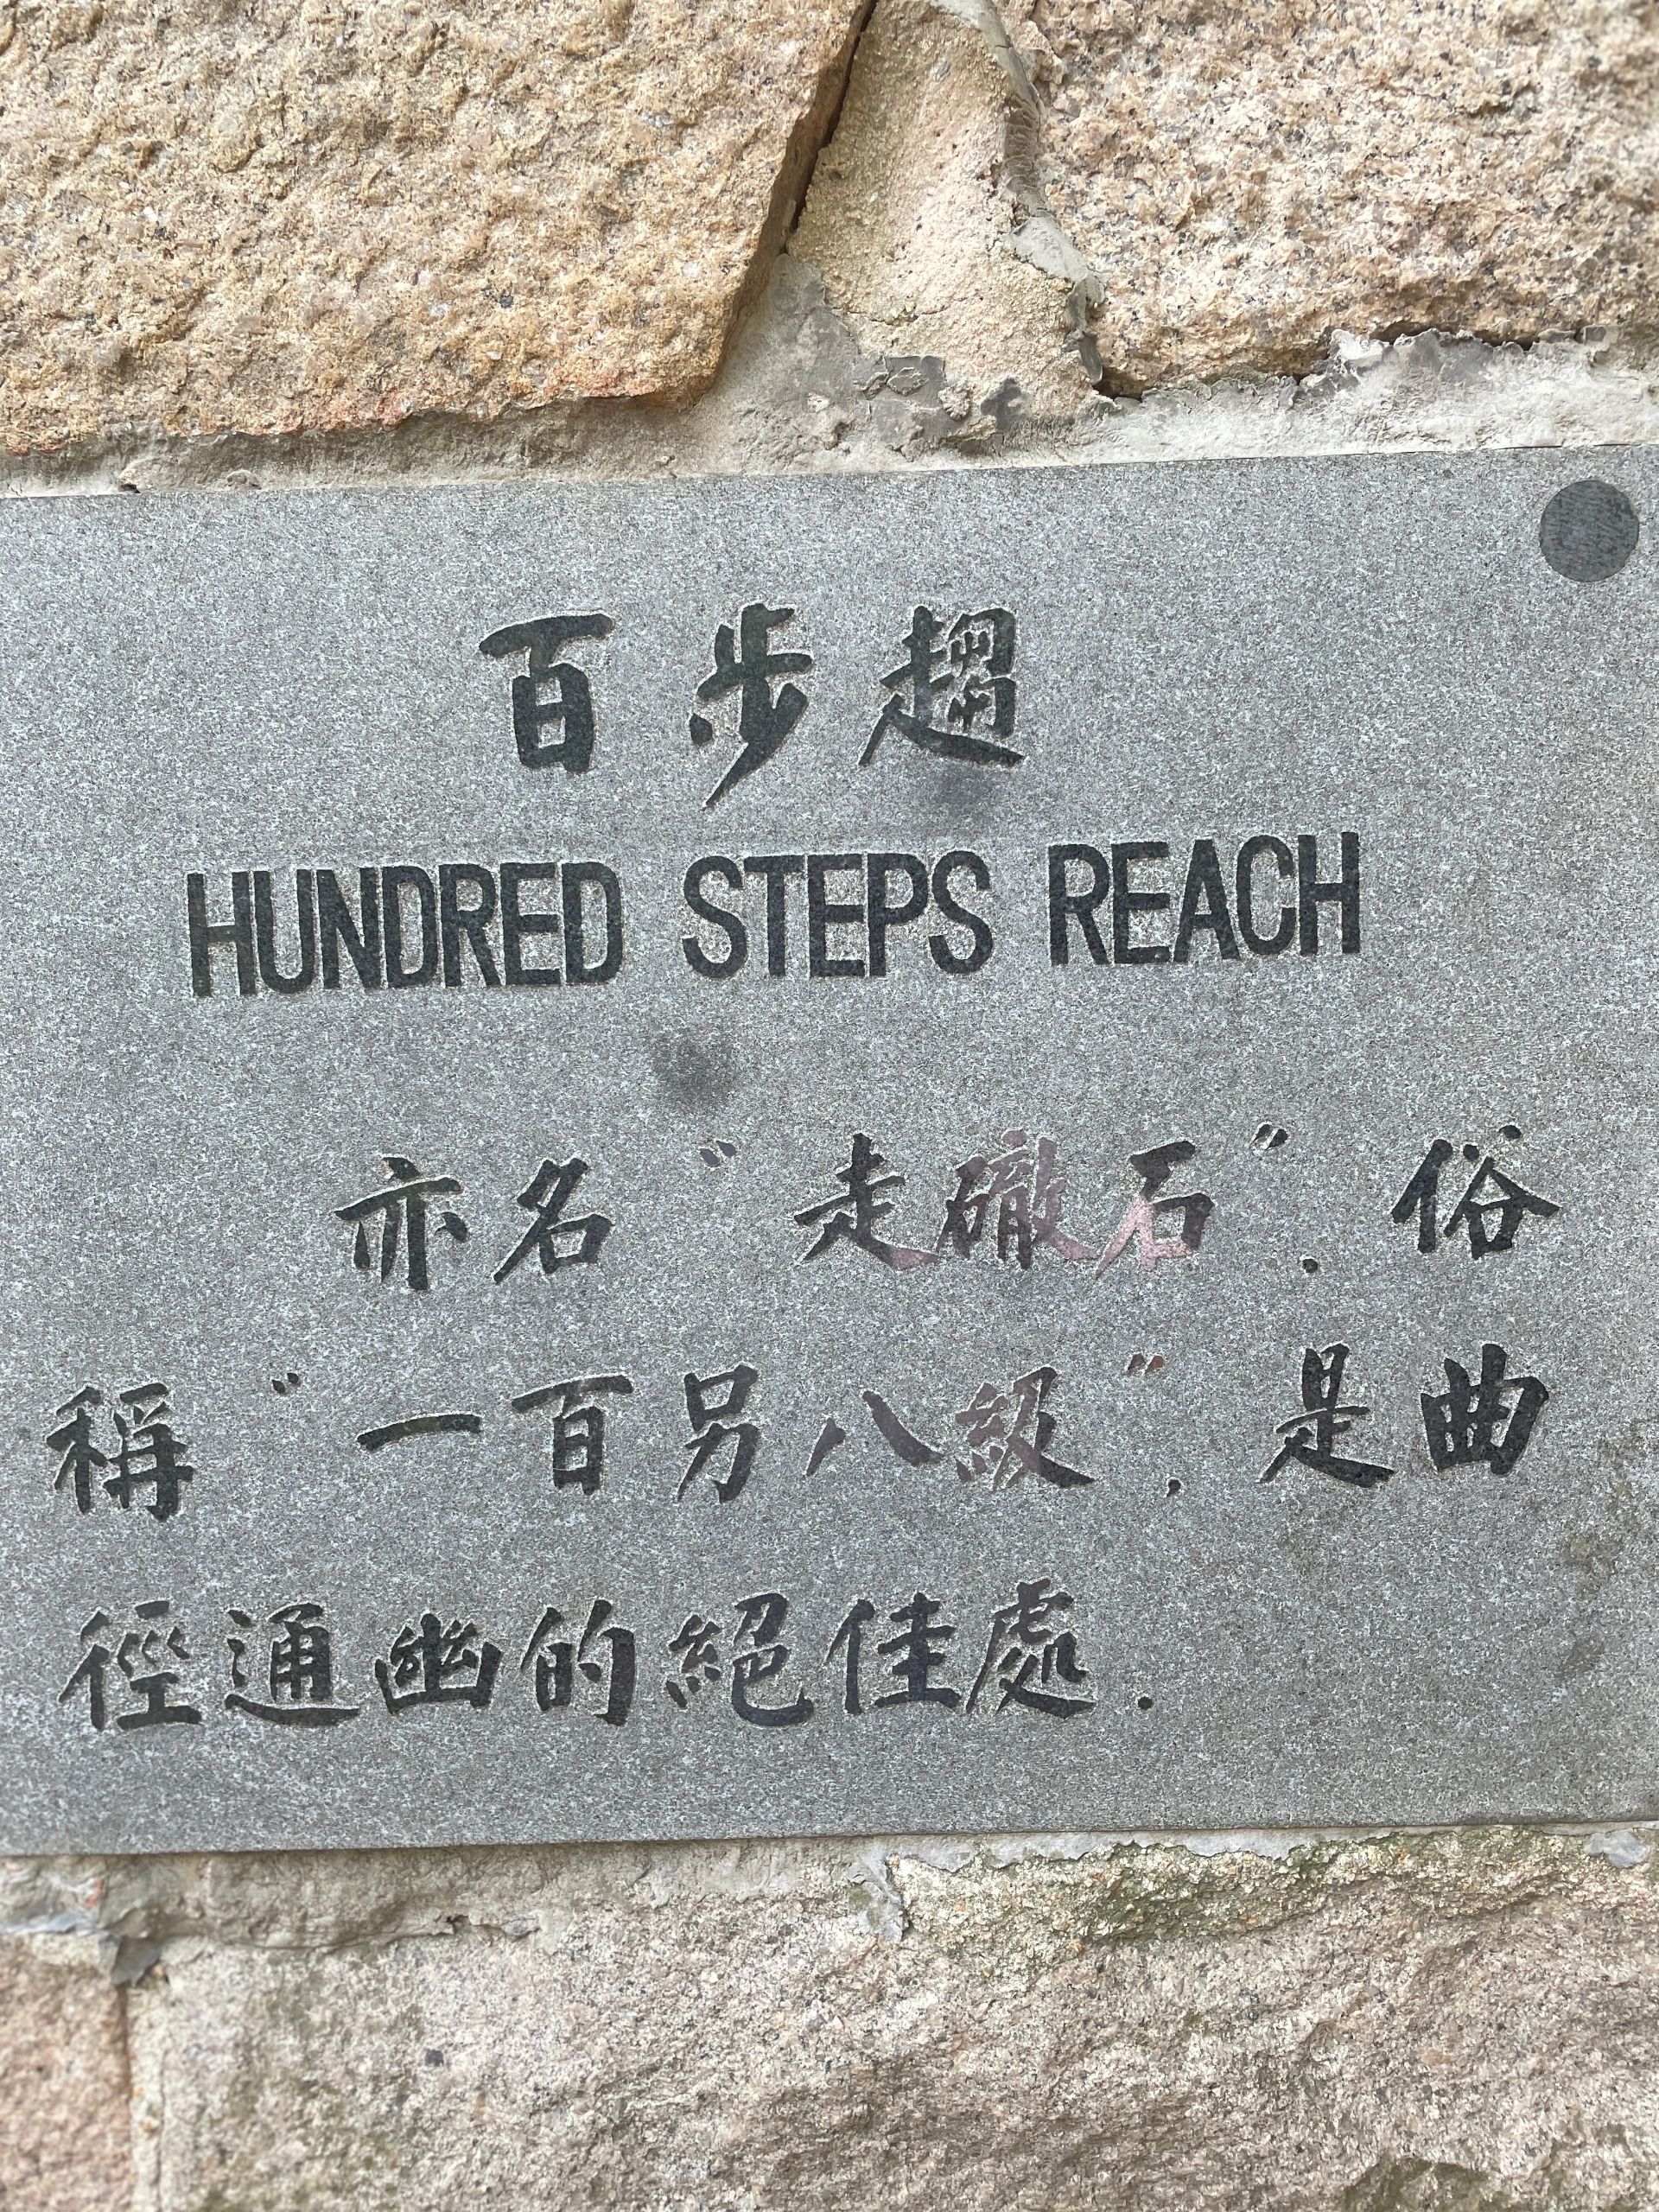 百步趨
HUNDRED STEPS REACH
亦名“走礮石”，俗
稱“一百另八級”，是曲
徑通幽的絕佳處.